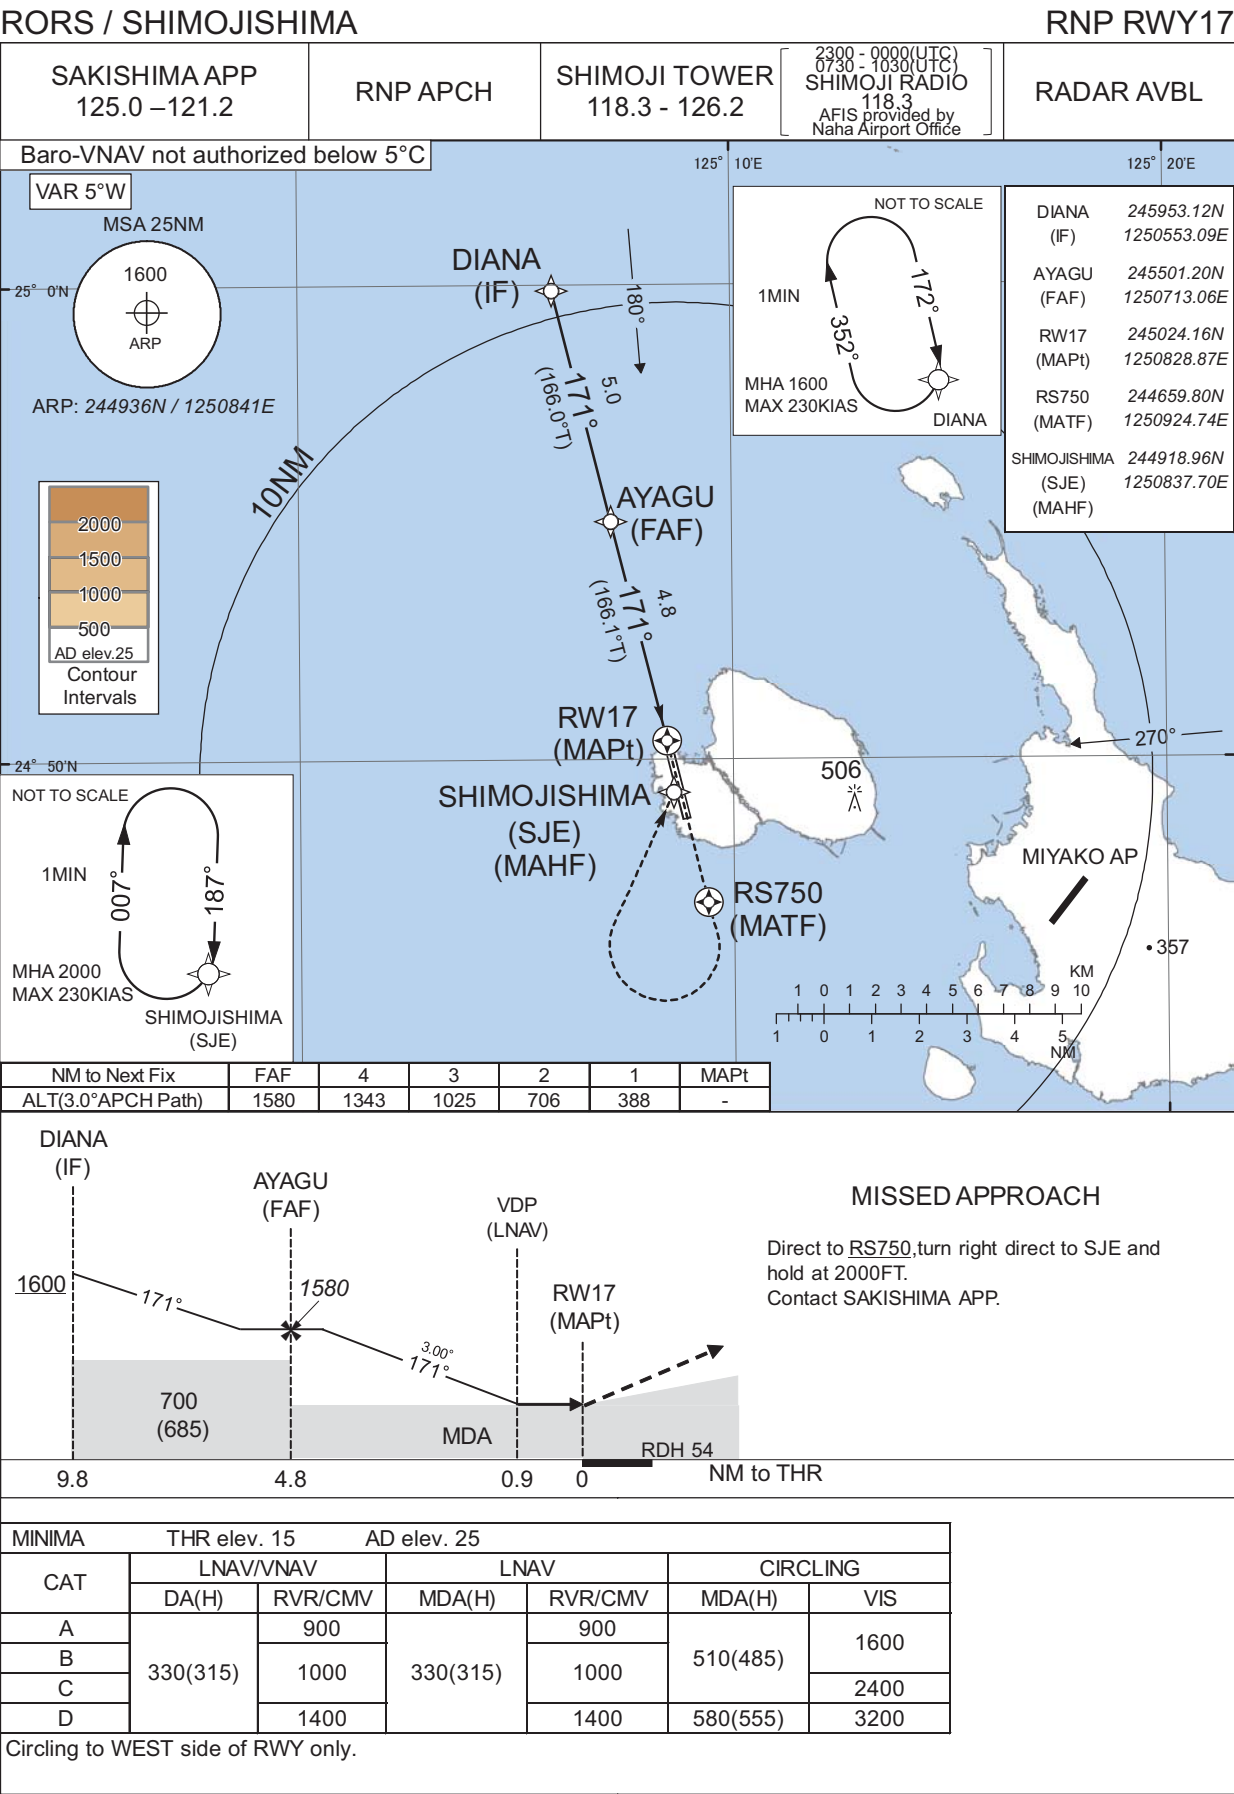 RORS / SHIMOJISHIMA
RNP RWY17
SAKISHIMA APP
125.0 –121.2
RNP APCH
SHIMOJI TOWER
118.3 - 126.2
2300 - 0000(UTC)
0730 - 1030(UTC)
SHIMOJI RADIO
118.3
AFIS provided by
Naha Airport Office
RADAR AVBL
Baro-VNAV not authorized below 5°C
VAR 5°W
MSA 25NM
1600
ARP
ARP: 244936N / 1250841E
125° 10'E
125° 20'E
25° 0'N
24° 50'N
DIANA
(IF)
180°
171°
(166.0°T)
5.0
10NM
AYAGU
(FAF)
171°
(166.1°T)
4.8
RW17
(MAPt)
SHIMOJISHIMA
(SJE)
(MAHF)
RS750
(MATF)
506
270°
MIYAKO AP
357
NOT TO SCALE
1MIN
172°
352°
MHA 1600
MAX 230KIAS
DIANA
DIANA 245953.12N
(IF) 1250553.09E
AYAGU 245501.20N
(FAF) 1250713.06E
RW17 245024.16N
(MAPt) 1250828.87E
RS750 244659.80N
(MATF) 1250924.74E
SHIMOJISHIMA 244918.96N
(SJE) 1250837.70E
(MAHF)
2000
1500
1000
500
AD elev.25
Contour
Intervals
NOT TO SCALE
1MIN
007°
187°
MHA 2000
MAX 230KIAS
SHIMOJISHIMA
(SJE)
KM
1 0 1 2 3 4 5 6 7 8 9 10
1 0 1 2 3 4 5
NM
NM to Next Fix FAF 4 3 2 1 MAPt
ALT(3.0°APCH Path) 1580 1343 1025 706 388 -
DIANA
(IF)
AYAGU
(FAF)
VDP
(LNAV)
RW17
(MAPt)
1600
171°
1580
3.00°
171°
700
(685)
MDA
RDH 54
9.8 4.8 0.9 0 NM to THR
MISSED APPROACH
Direct to RS750,turn right direct to SJE and
hold at 2000FT.
Contact SAKISHIMA APP.
MINIMA THR elev. 15 AD elev. 25
CAT LNAV/VNAV LNAV CIRCLING
DA(H) RVR/CMV MDA(H) RVR/CMV MDA(H) VIS
A 900 900
B 330(315) 1000 330(315) 1000 510(485) 1600
C 2400
D 1400 1400 580(555) 3200
Circling to WEST side of RWY only.